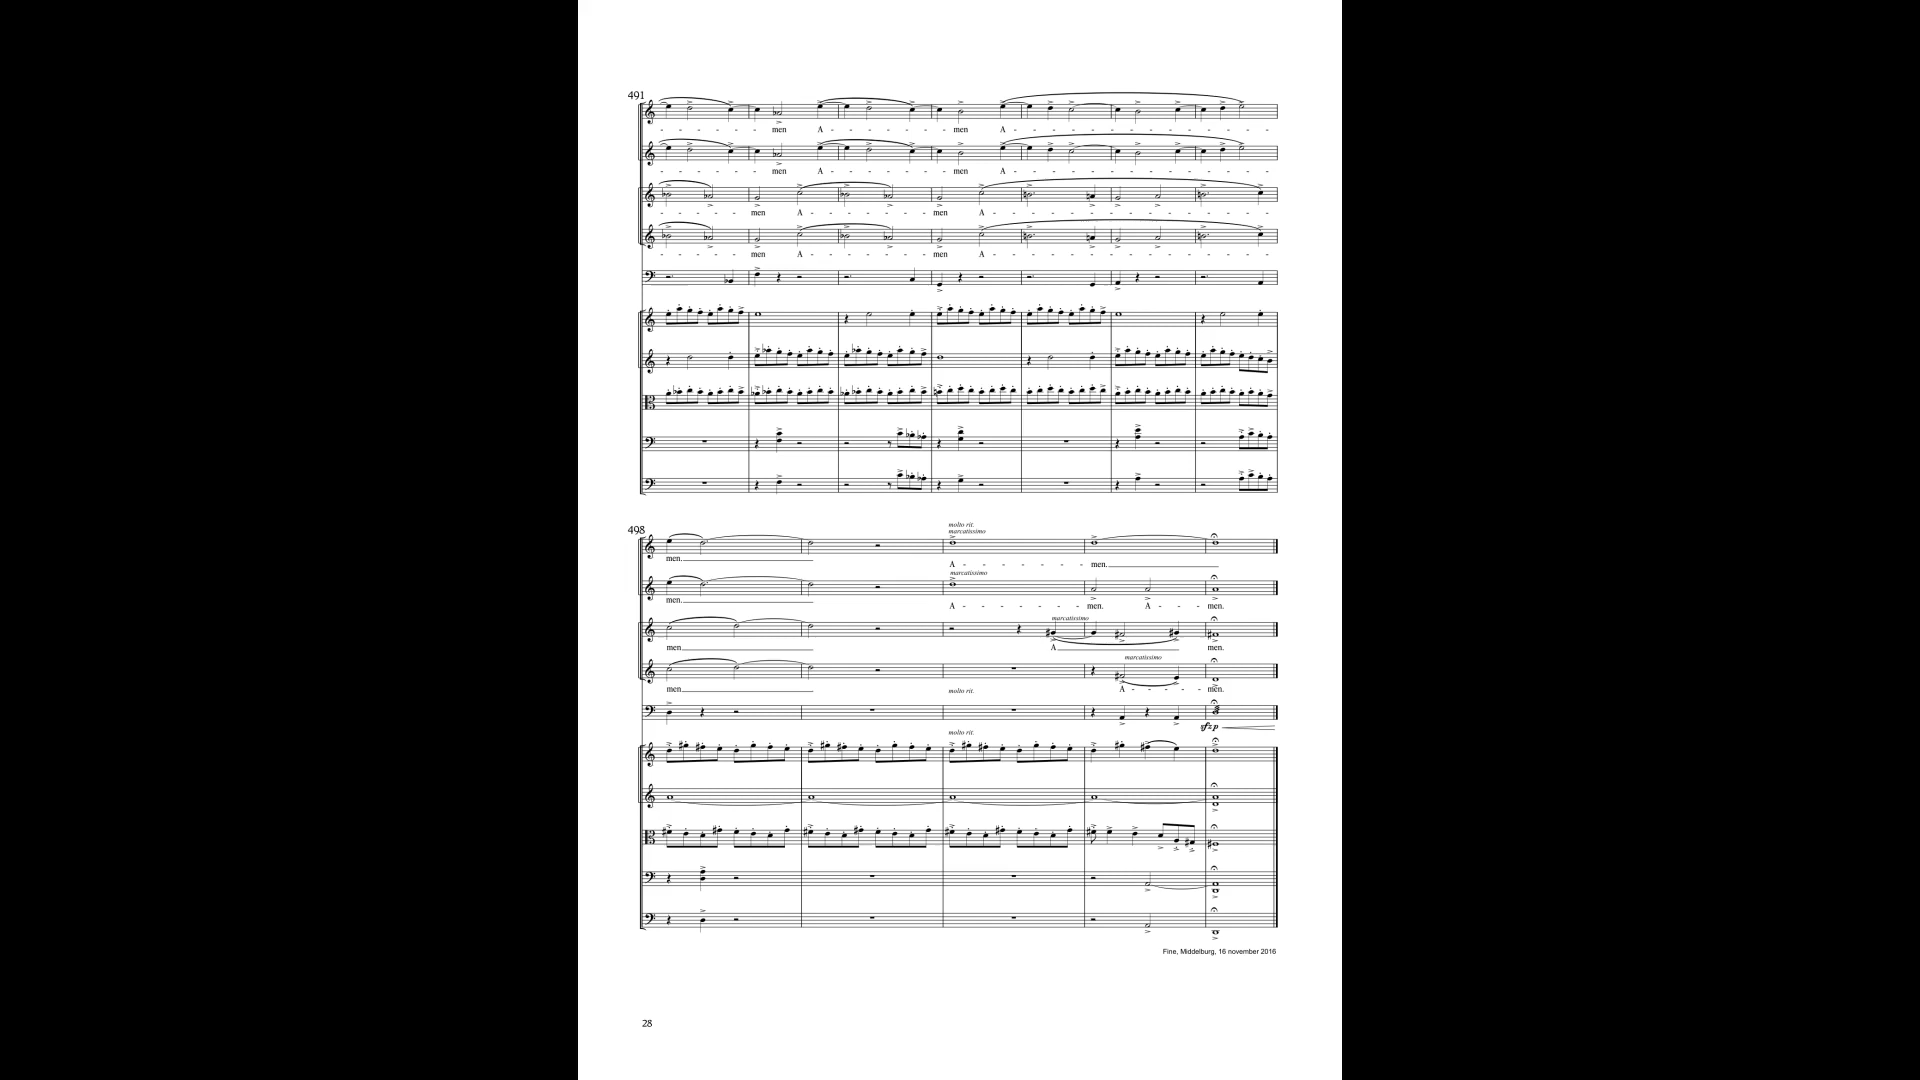 491
- - - - - men A - - - - - - men A - - - - - - - - - - - - - - -
- - - - - men A - - - - - - men A - - - - - - - - - - - - - - -
- - - - - men A - - - - - - men A - - - - - - - - - - - - - - -
- - - - - men A - - - - - - men A - - - - - - - - - - - - - - -
498
molto rit.
marcatissimo
men. A - - - - - - men.
marcatissimo
men. A - - - - - - men. A - - men.
marcatissimo
men A men.
marcatissimo
men A - - - men.
molto rit.
sfzp
molto rit.
Fine, Middelburg, 16 november 2016
28